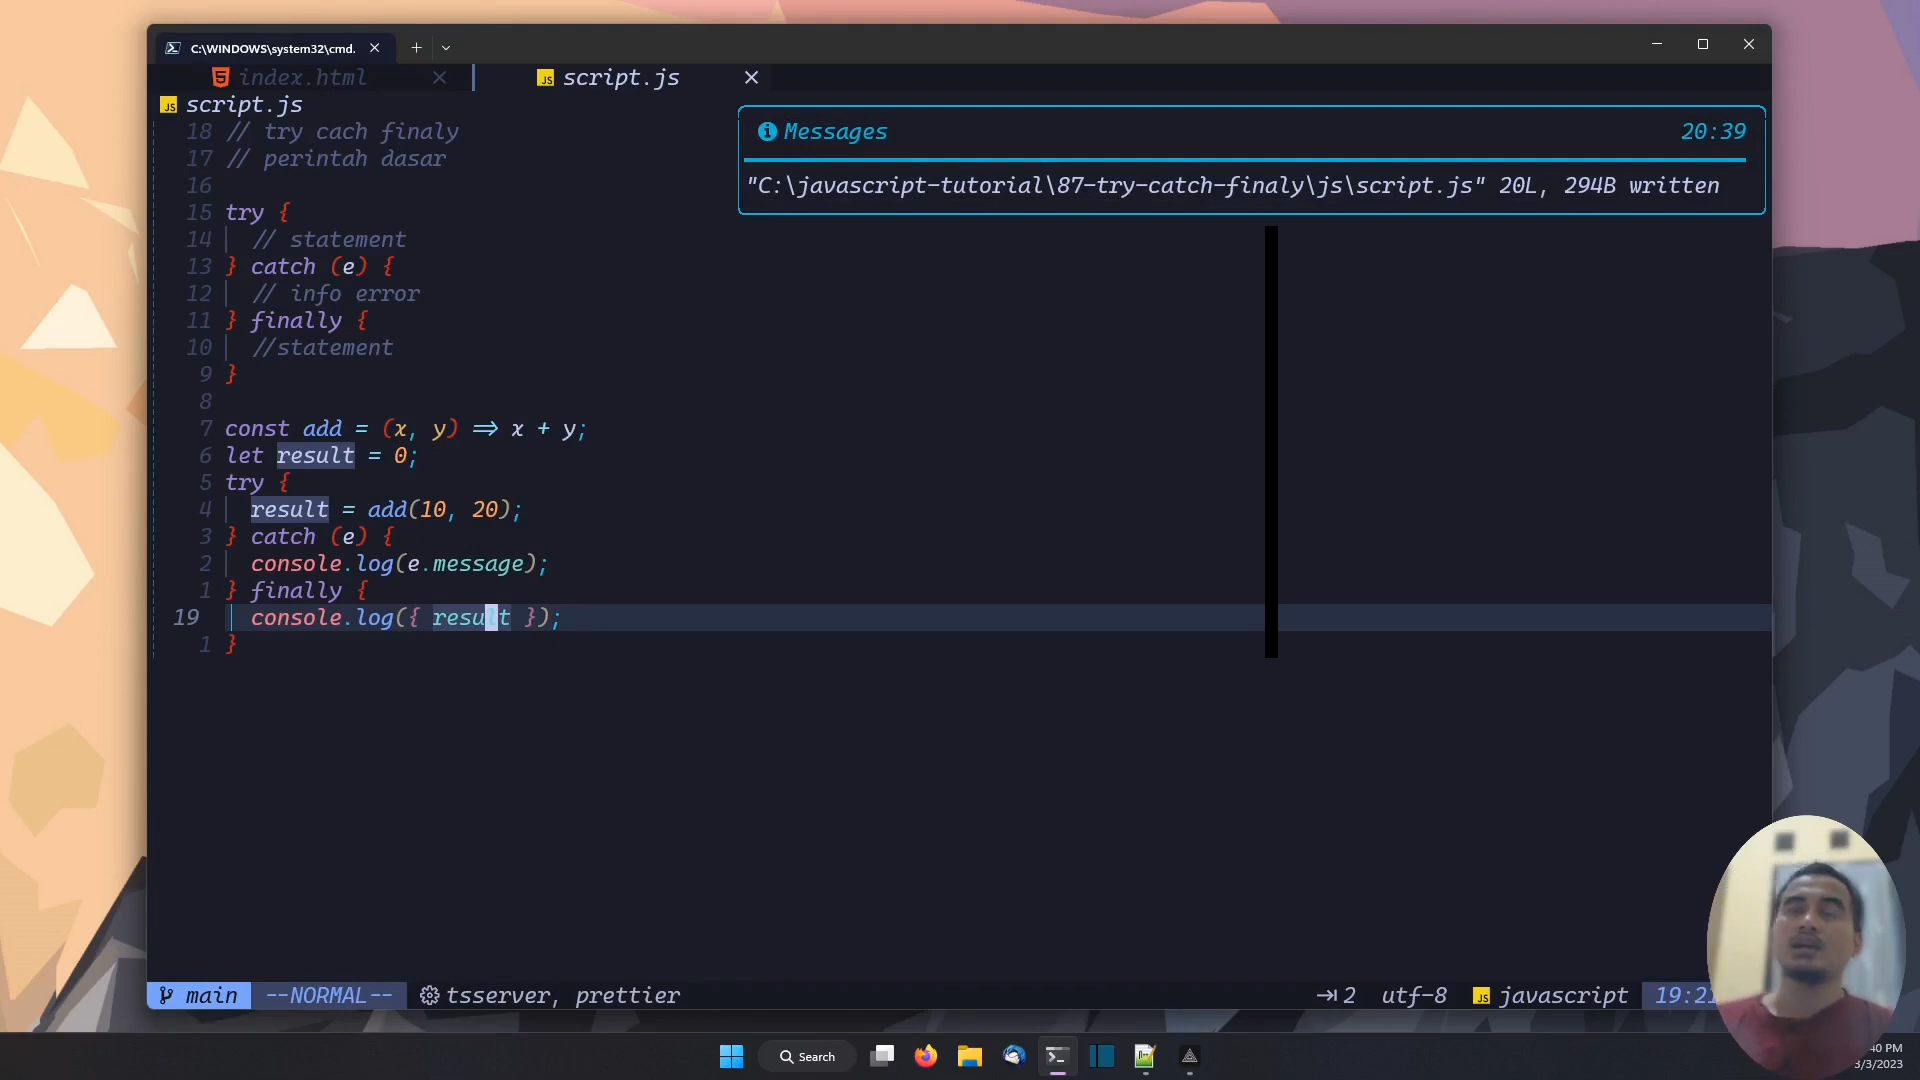 C:\WINDOWS\system32\cmd.
index.html
script.js
script.js
18 // try cach finaly
17 // perintah dasar
16
15 try {
14 // statement
13 } catch (e) {
12 // info error
11 } finally {
10 //statement
9 }
8
7 const add = (x, y) => x + y;
6 let result = 0;
5 try {
4 result = add(10, 20);
3 } catch (e) {
2 console.log(e.message);
1 } finally {
19 console.log({ result });
1 }
Messages 20:39
"C:\javascript-tutorial\87-try-catch-finaly\js\script.js" 20L, 294B written
main --NORMAL-- tsserver, prettier 2 utf-8 javascript 19:21
Search
3/3/2023